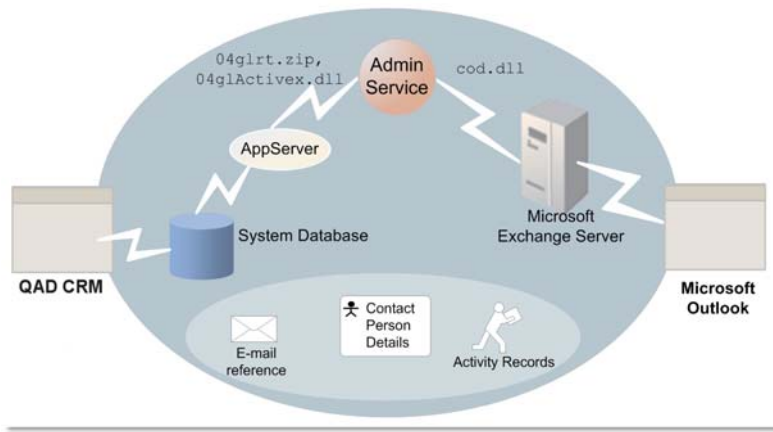 04glrt.zip,
04glActivex.dll
Admin
Service
cod.dll
AppServer
System Database
Microsoft
Exchange Server
QAD CRM
Microsoft
Outlook
E-mail
reference
Contact
Person
Details
Activity Records